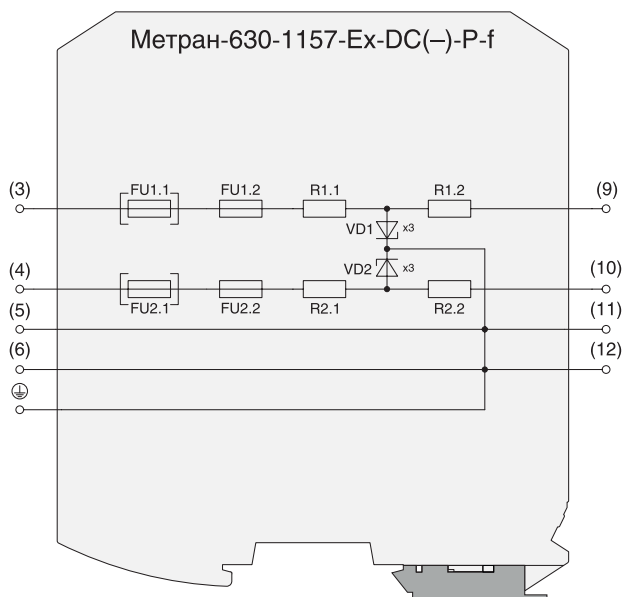 Метран-630-1157-Ex-DC(–)-P-f
(3) FU1.1 FU1.2 R1.1 R1.2 (9)
VD1 x3
(4) VD2 x3 (10)
FU2.1 FU2.2 R2.1 R2.2
(5) (11)
(6) (12)